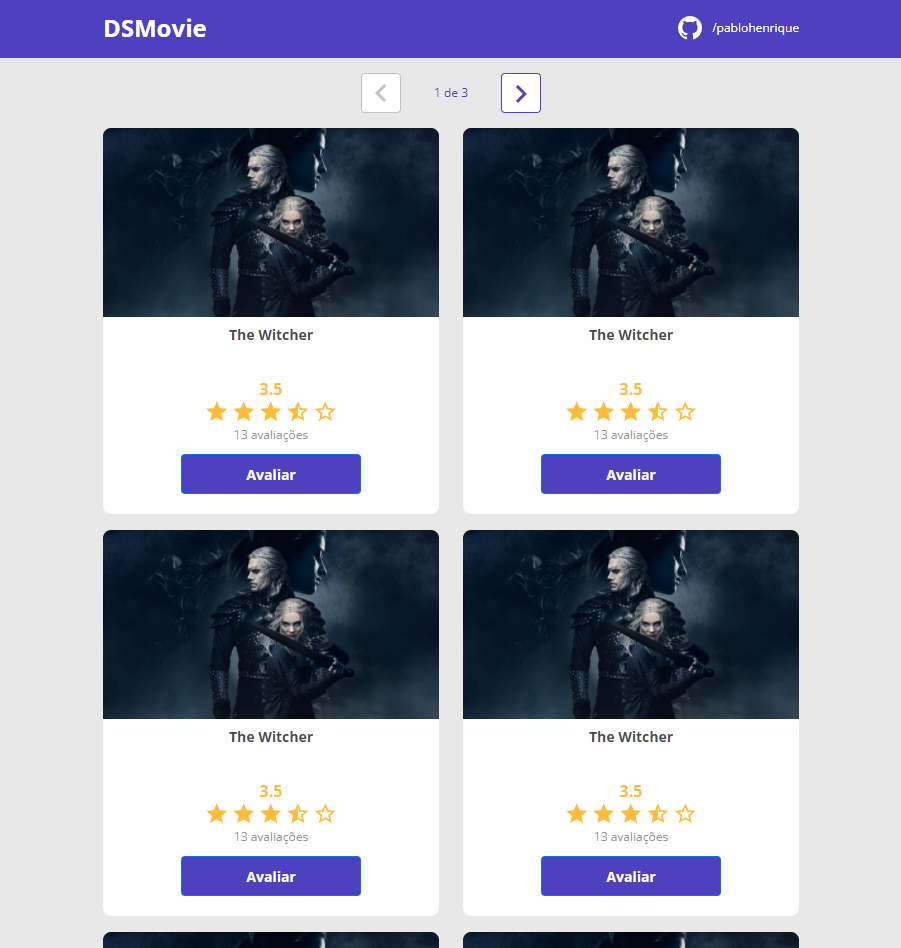 DSMovie
/pablohenrique
1 de 3
The Witcher
3.5
13 avaliações
Avaliar
The Witcher
3.5
13 avaliações
Avaliar
The Witcher
3.5
13 avaliações
Avaliar
The Witcher
3.5
13 avaliações
Avaliar